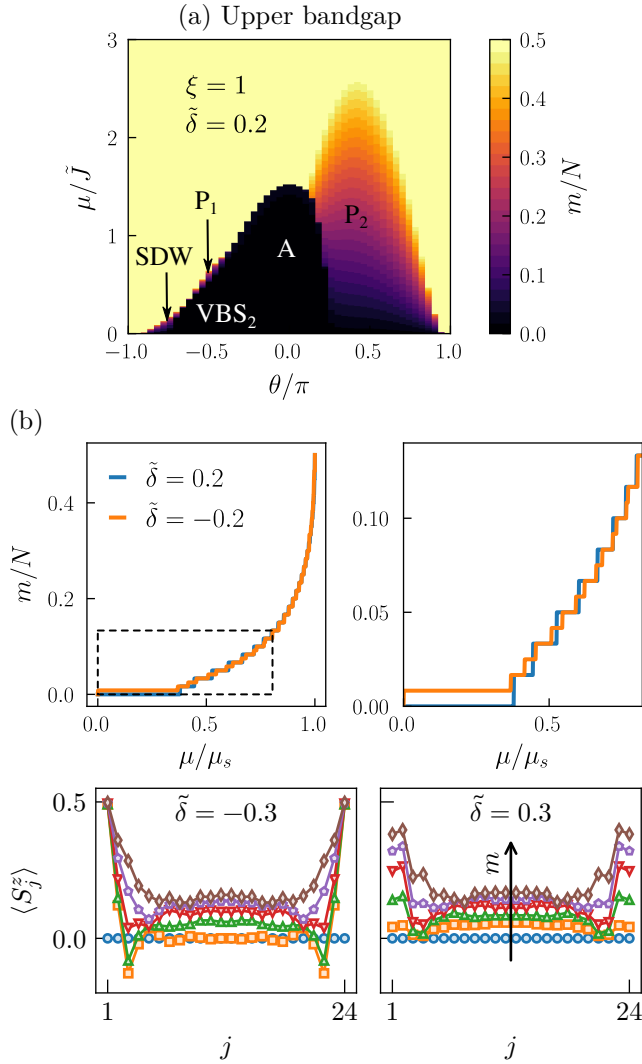 (a) Upper bandgap
3
2
1
0
μ/J̃
ξ = 1
δ̃ = 0.2
SDW
P₁
VBS₂
A
P₂
−1.0 −0.5 0.0 0.5 1.0
θ/π
0.5
0.4
0.3
0.2
0.1
0.0
m/N
(b)
0.4
0.2
0.0
m/N
δ̃ = 0.2
δ̃ = −0.2
0.0 0.5 1.0
μ/μₛ
0.10
0.05
0.00
0.5
μ/μₛ
0.5
0.0
⟨Sⱼᶻ⟩
δ̃ = −0.3
1 24
j
δ̃ = 0.3
m
1 24
j